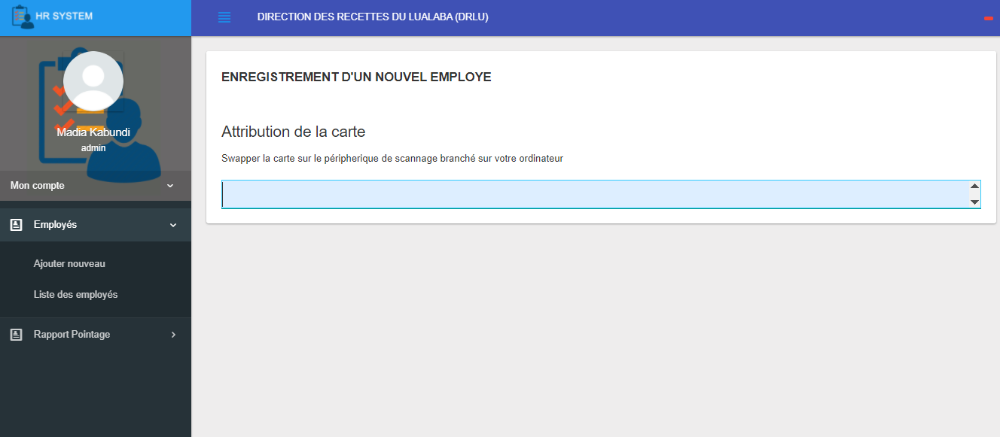 HR SYSTEM
DIRECTION DES RECETTES DU LUALABA (DRLU)
Madia Kabundi
admin
Mon compte
Employés
Ajouter nouveau
Liste des employés
Rapport Pointage
ENREGISTREMENT D'UN NOUVEL EMPLOYE
Attribution de la carte
Swapper la carte sur le péripherique de scannage branché sur votre ordinateur